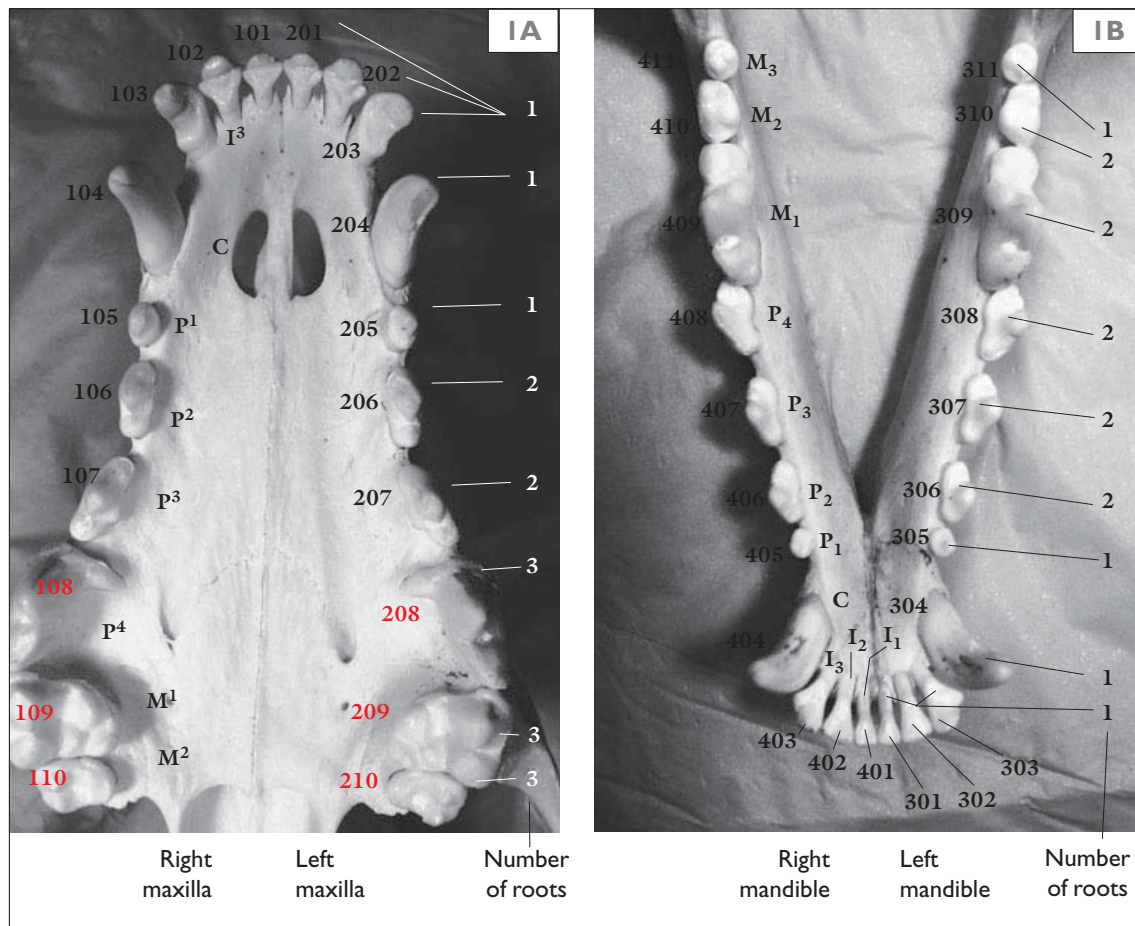 1A
101 201
102
202
103
1
I³
203
104
1
204
C
1
105
P¹
205
2
106
206
P²
107
2
P³
207
3
108
208
P⁴
M¹
109
209
3
M²
110
210
3
Right maxilla
Left maxilla
Number of roots
1B
411
M₃
311
1
410
M₂
310
2
409
M₁
309
2
408
P₄
308
2
407
P₃
307
2
406
P₂
306
2
405
P₁
305
1
C
304
404
I₂
I₁
I₃
1
1
403
402
401
301
302
303
Right mandible
Left mandible
Number of roots